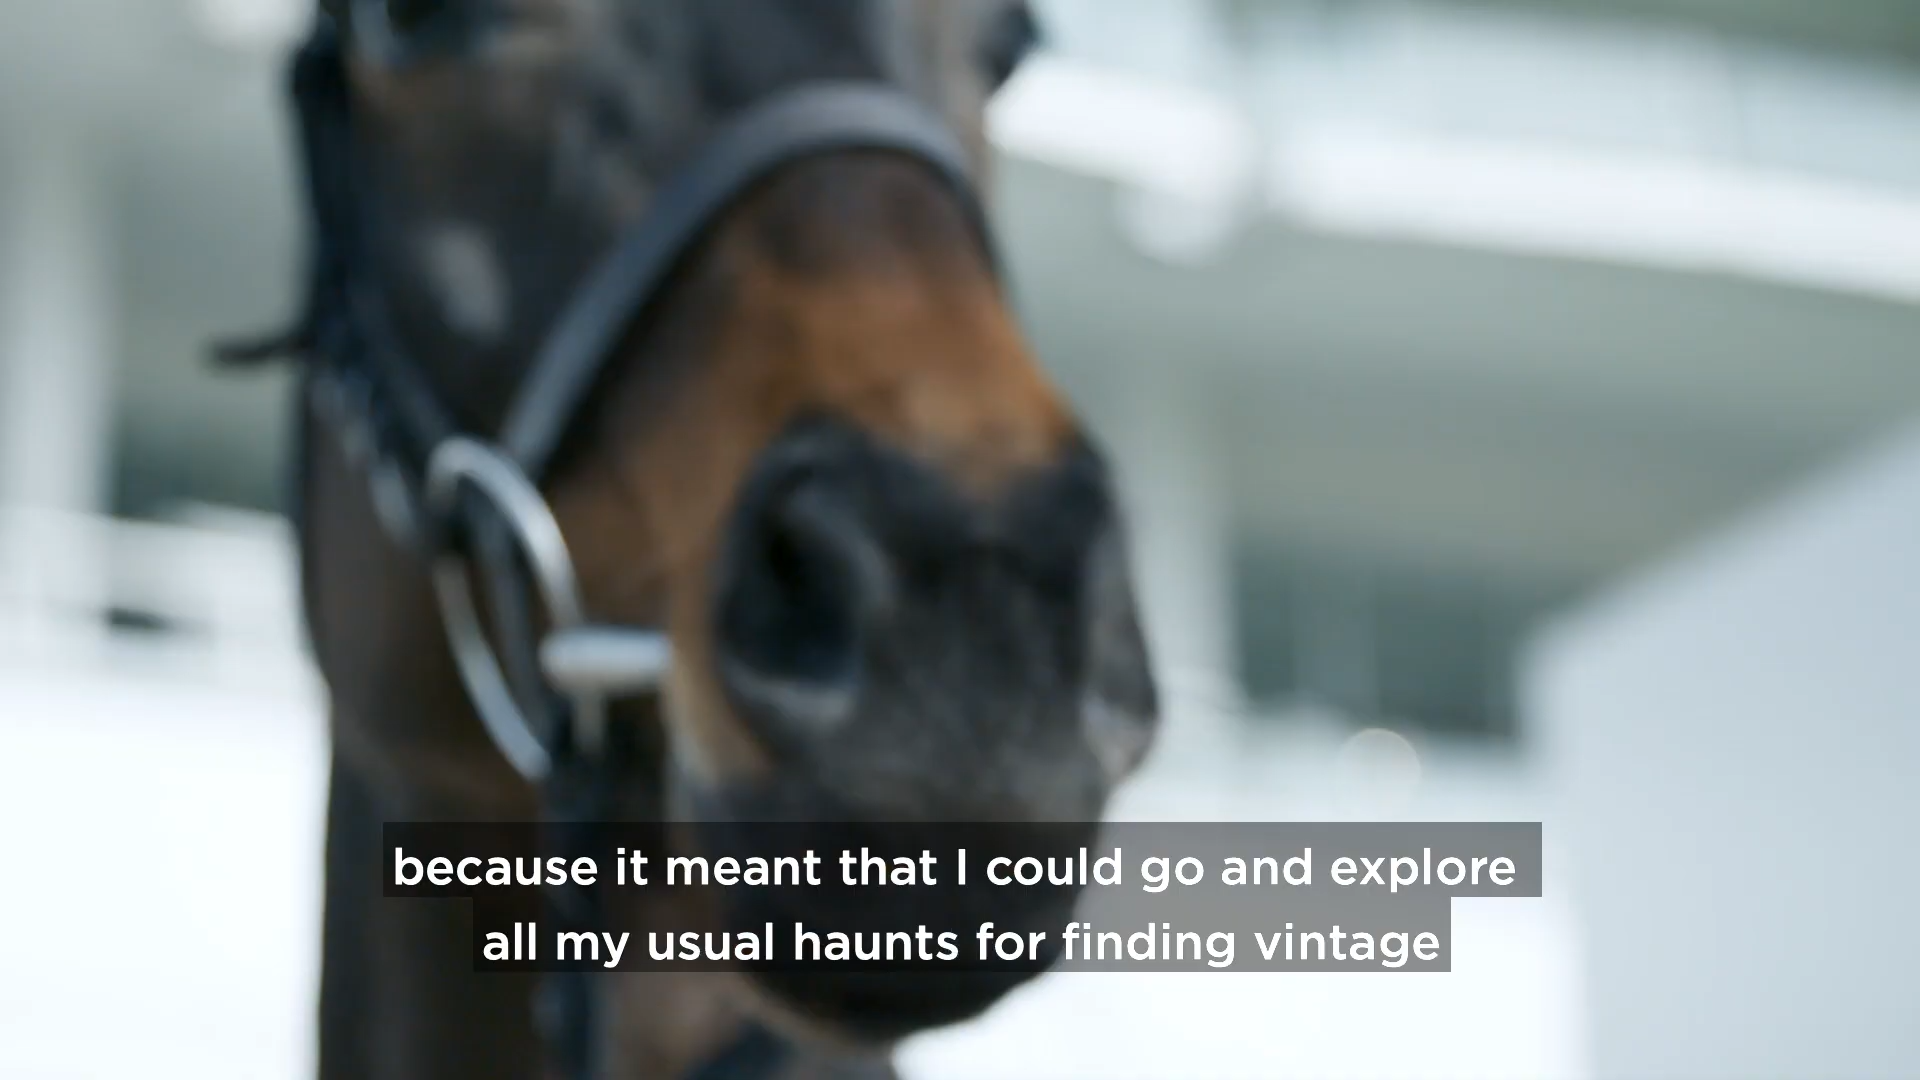 because it meant that I could go and explore
all my usual haunts for finding vintage